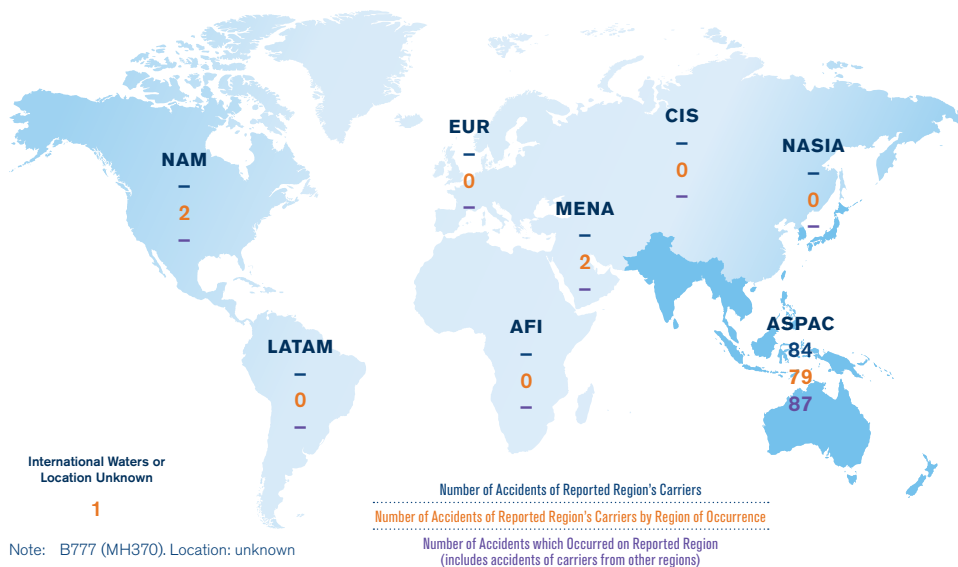 EUR
–
0
–
CIS
–
0
–
NASIA
–
0
–
NAM
–
2
–
MENA
–
2
–
ASPAC
84
79
87
AFI
–
0
–
LATAM
–
0
–
International Waters or
Location Unknown
1
Note: B777 (MH370). Location: unknown
Number of Accidents of Reported Region's Carriers
Number of Accidents of Reported Region's Carriers by Region of Occurrence
Number of Accidents which Occurred on Reported Region
(includes accidents of carriers from other regions)